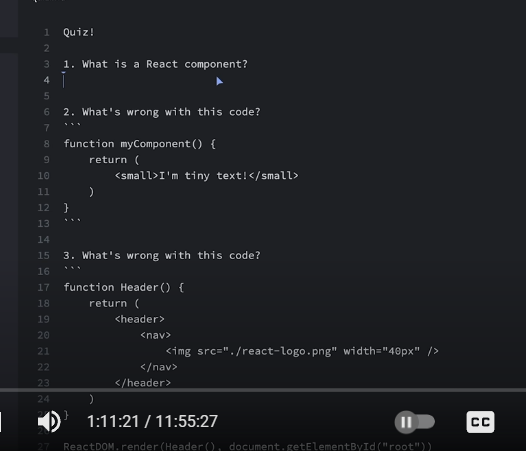 1 Quiz!
2
3 1. What is a React component?
4
5
6 2. What's wrong with this code?
7 ```
8 function myComponent() {
9     return (
10         <small>I'm tiny text!</small>
11     )
12 }
13 ```
14
15 3. What's wrong with this code?
16 ```
17 function Header() {
18     return (
19         <header>
20             <nav>
21                 <img src="./react-logo.png" width="40px" />
22             </nav>
23         </header>
24     )
}
1:11:21 / 11:55:27
CC
27 ReactDOM.render(Header(), document.getElementById("root"))